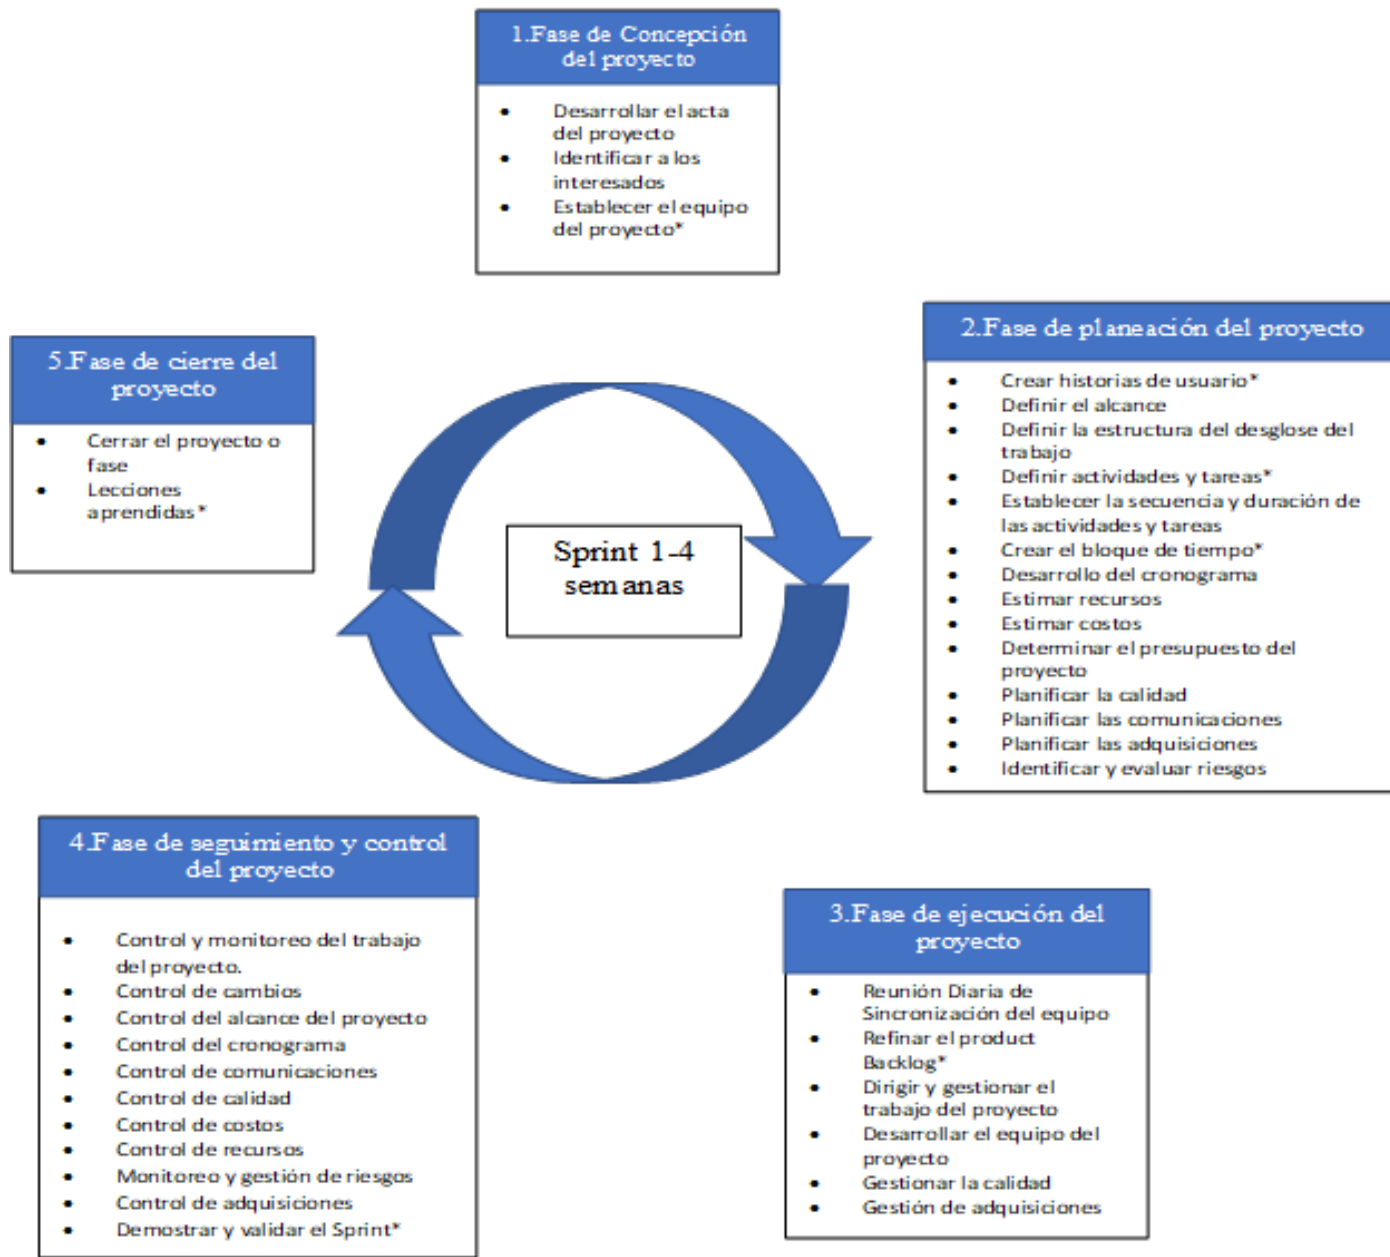 1.Fase de Concepción
del proyecto
• Desarrollar el acta
del proyecto
• Identificar a los
interesados
• Establecer el equipo
del proyecto*
2.Fase de planeación del proyecto
• Crear historias de usuario*
• Definir el alcance
• Definir la estructura del desglose del
trabajo
• Definir actividades y tareas*
• Establecer la secuencia y duración de
las actividades y tareas
• Crear el bloque de tiempo*
• Desarrollo del cronograma
• Estimar recursos
• Estimar costos
• Determinar el presupuesto del
proyecto
• Planificar la calidad
• Planificar las comunicaciones
• Planificar las adquisiciones
• Identificar y evaluar riesgos
3.Fase de ejecución del
proyecto
• Reunión Diaria de
Sincronización del equipo
• Refinar el product
Backlog*
• Dirigir y gestionar el
trabajo del proyecto
• Desarrollar el equipo del
proyecto
• Gestionar la calidad
• Gestión de adquisiciones
4.Fase de seguimiento y control
del proyecto
• Control y monitoreo del trabajo
del proyecto.
• Control de cambios
• Control del alcance del proyecto
• Control del cronograma
• Control de comunicaciones
• Control de calidad
• Control de costos
• Control de recursos
• Monitoreo y gestión de riesgos
• Control de adquisiciones
• Demostrar y validar el Sprint*
5.Fase de cierre del
proyecto
• Cerrar el proyecto o
fase
• Lecciones
aprendidas*
Sprint 1-4
semanas